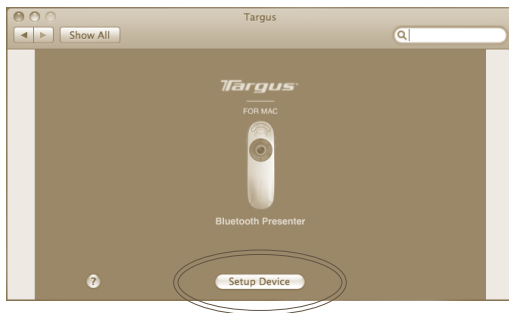 Targus
Show All
Targus
FOR MAC
Bluetooth Presenter
?
Setup Device